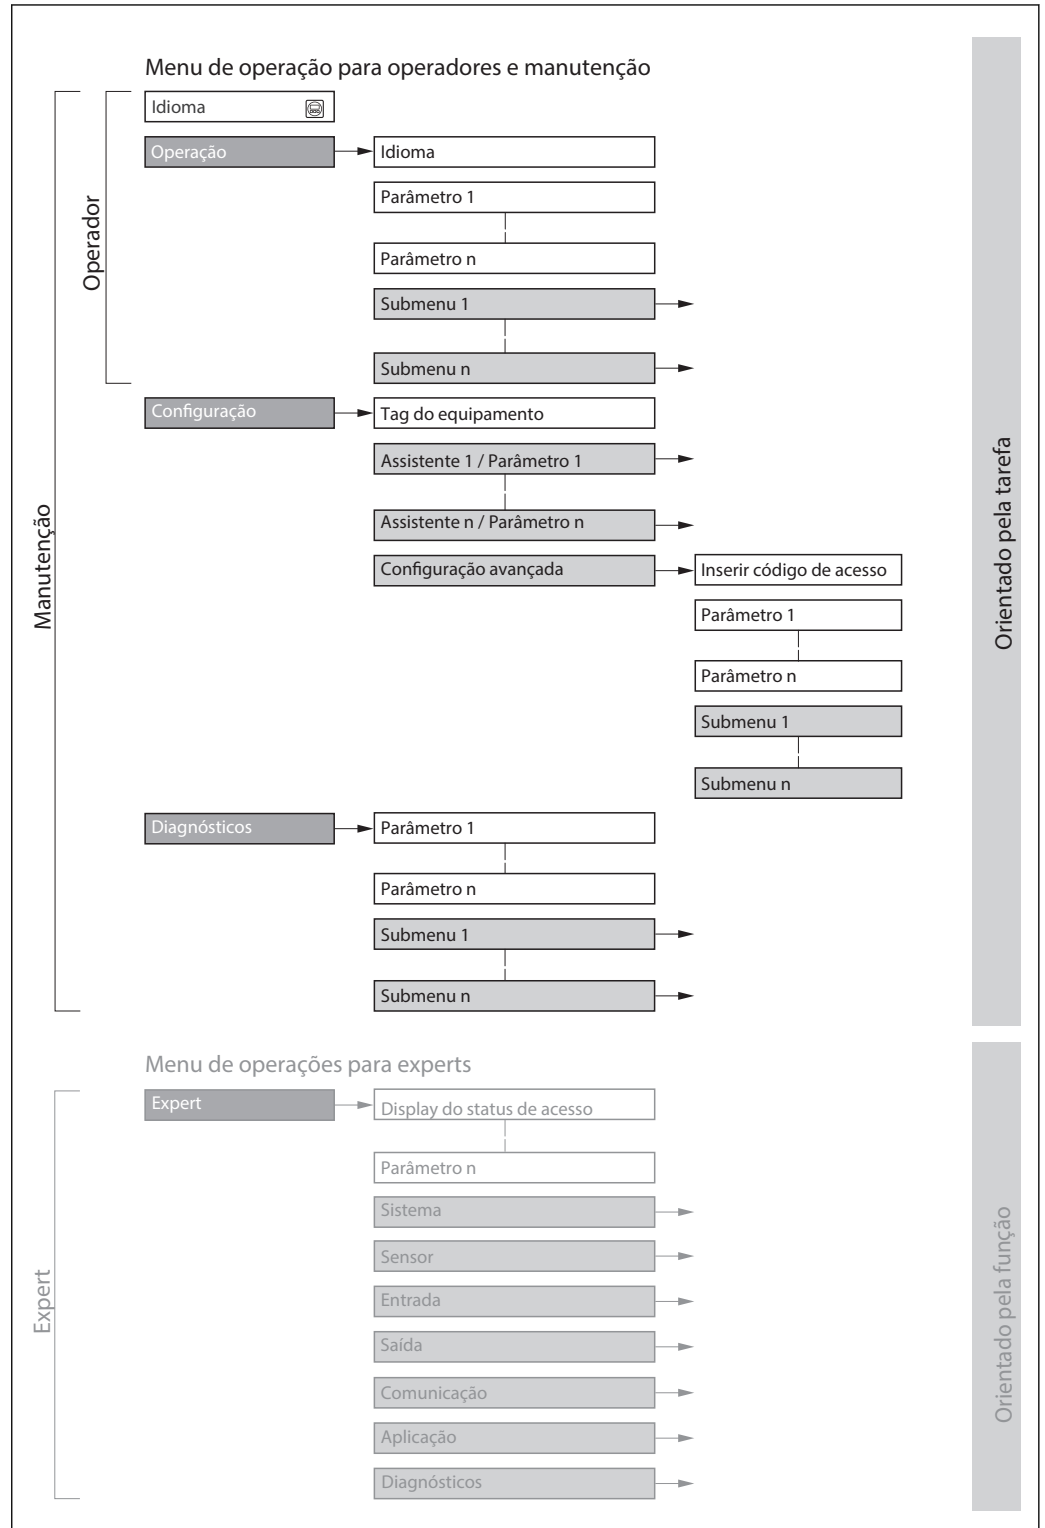 Menu de operação para operadores e manutenção
Manutenção
Operador
Idioma
Operação
Idioma
Parâmetro 1
Parâmetro n
Submenu 1
Submenu n
Configuração
Tag do equipamento
Assistente 1 / Parâmetro 1
Assistente n / Parâmetro n
Configuração avançada
Inserir código de acesso
Parâmetro 1
Parâmetro n
Submenu 1
Submenu n
Diagnósticos
Parâmetro 1
Parâmetro n
Submenu 1
Submenu n
Orientado pela tarefa
Menu de operações para experts
Expert
Expert
Display do status de acesso
Parâmetro n
Sistema
Sensor
Entrada
Saída
Comunicação
Aplicação
Diagnósticos
Orientado pela função